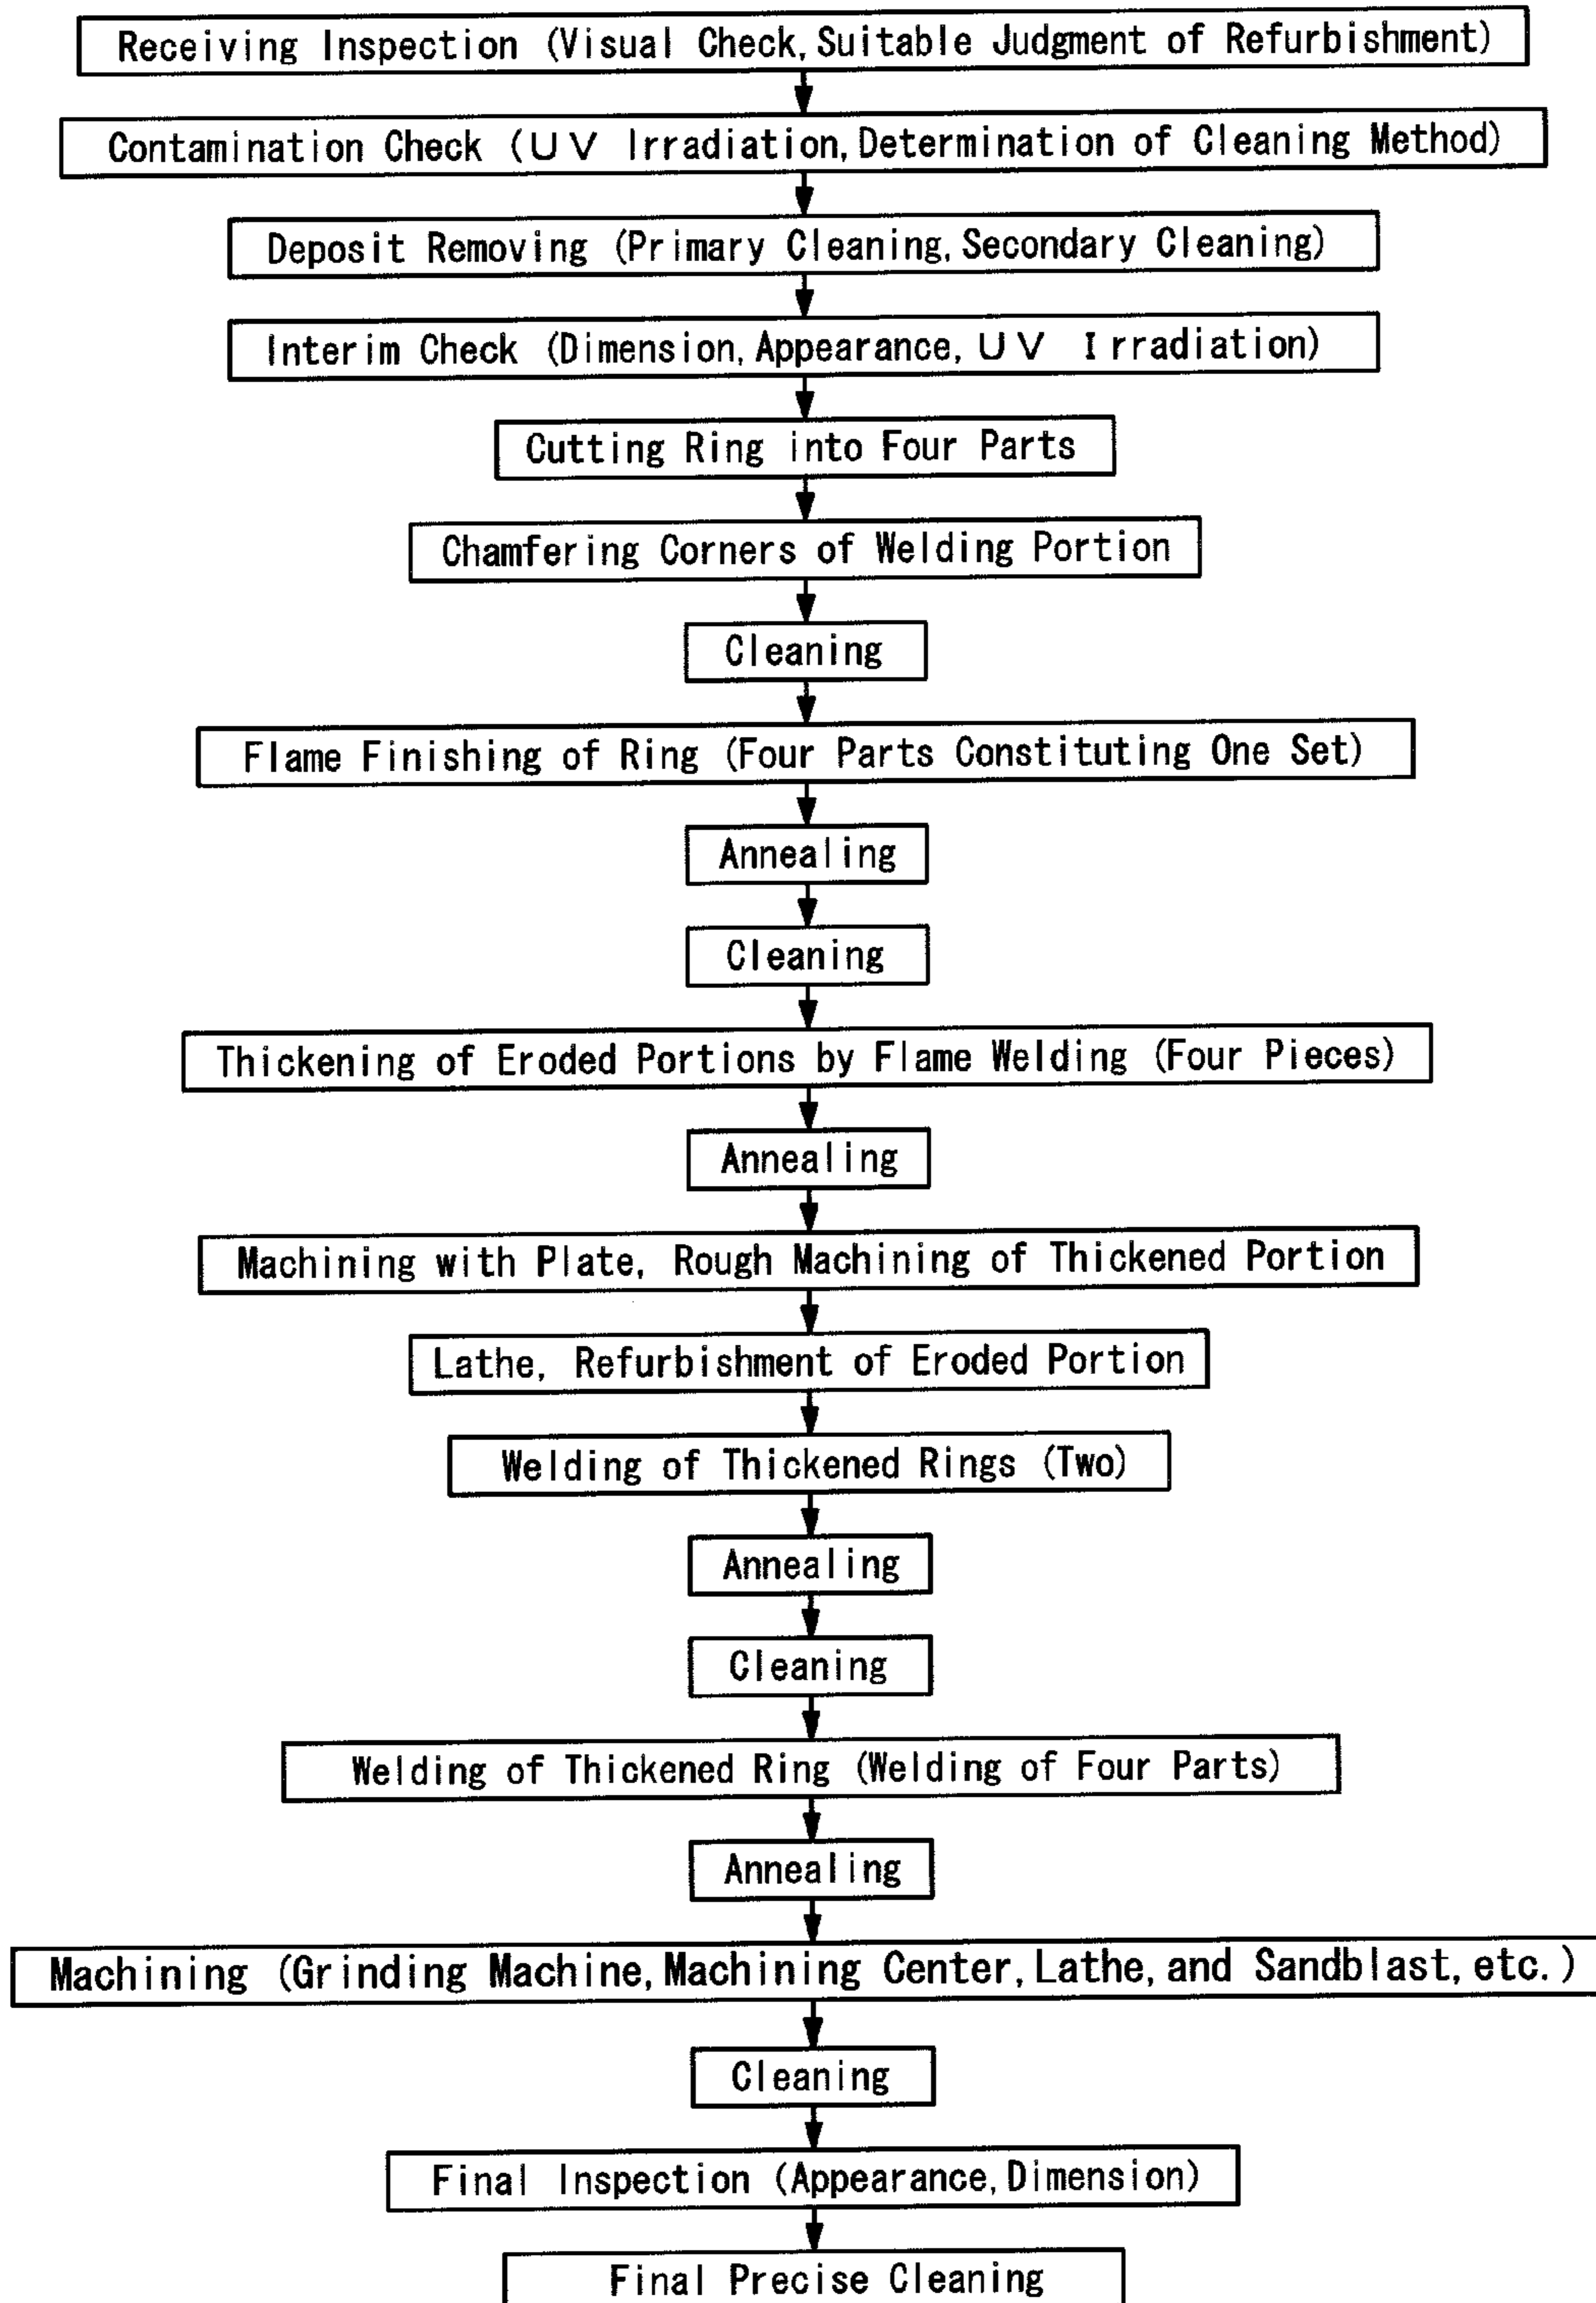 Receiving Inspection (Visual Check, Suitable Judgment of Refurbishment)
Contamination Check (UV Irradiation, Determination of Cleaning Method)
Deposit Removing (Primary Cleaning, Secondary Cleaning)
Interim Check (Dimension, Appearance, UV Irradiation)
Cutting Ring into Four Parts
Chamfering Corners of Welding Portion
Cleaning
Flame Finishing of Ring (Four Parts Constituting One Set)
Annealing
Cleaning
Thickening of Eroded Portions by Flame Welding (Four Pieces)
Annealing
Machining with Plate, Rough Machining of Thickened Portion
Lathe, Refurbishment of Eroded Portion
Welding of Thickened Rings (Two)
Annealing
Cleaning
Welding of Thickened Ring (Welding of Four Parts)
Annealing
Machining (Grinding Machine, Machining Center, Lathe, and Sandblast, etc.)
Cleaning
Final Inspection (Appearance, Dimension)
Final Precise Cleaning